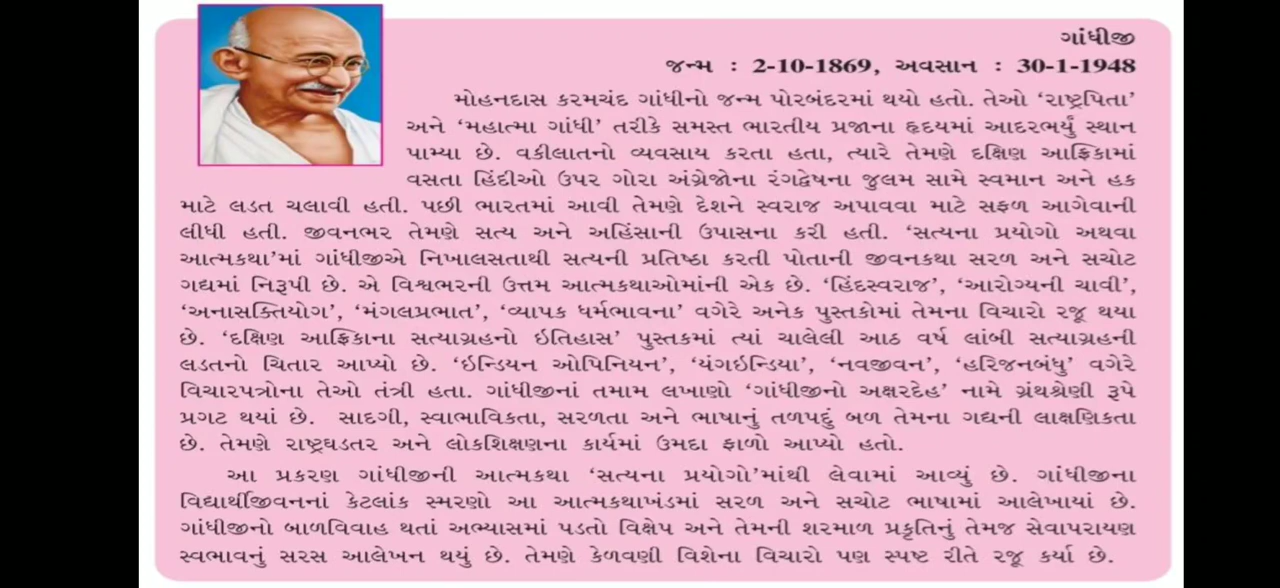 ગાંધીજી
જન્મ : 2-10-1869, અવસાન : 30-1-1948
મોહનદાસ કરમચંદ ગાંધીનો જન્મ પોરબંદરમાં થયો હતો. તેઓ ‘રાષ્ટ્રપિતા’
અને ‘મહાત્મા ગાંધી’ તરીકે સમસ્ત ભારતીય પ્રજાના હૃદયમાં આદરભર્યું સ્થાન
પામ્યા છે. વકીલાતનો વ્યવસાય કરતા હતા, ત્યારે તેમણે દક્ષિણ આફ્રિકામાં
વસતા હિંદીઓ ઉપર ગોરા અંગ્રેજોના રંગદ્વેષના જુલમ સામે સ્વમાન અને હક
માટે લડત ચલાવી હતી. પછી ભારતમાં આવી તેમણે દેશને સ્વરાજ અપાવવા માટે સફળ આગેવાની
લીધી હતી. જીવનભર તેમણે સત્ય અને અહિંસાની ઉપાસના કરી હતી. ‘સત્યના પ્રયોગો અથવા
આત્મકથા’માં ગાંધીજીએ નિખાલસતાથી સત્યની પ્રતિષ્ઠા કરતી પોતાની જીવનકથા સરળ અને સચોટ
ગદ્યમાં નિરૂપી છે. એ વિશ્વભરની ઉત્તમ આત્મકથાઓમાંની એક છે. ‘હિંદસ્વરાજ’, ‘આરોગ્યની ચાવી’,
‘અનાસક્તિયોગ’, ‘મંગલપ્રભાત’, ‘વ્યાપક ધર્મભાવના’ વગેરે અનેક પુસ્તકોમાં તેમના વિચારો રજૂ થયા
છે. ‘દક્ષિણ આફ્રિકાના સત્યાગ્રહનો ઇતિહાસ’ પુસ્તકમાં ત્યાં ચાલેલી આઠ વર્ષ લાંબી સત્યાગ્રહની
લડતનો ચિતાર આપ્યો છે. ‘ઇન્ડિયન ઓપિનિયન’, ‘યંગઇન્ડિયા’, ‘નવજીવન’, ‘હરિજનબંધુ’ વગેરે
વિચારપત્રોના તેઓ તંત્રી હતા. ગાંધીજીનાં તમામ લખાણો ‘ગાંધીજીનો અક્ષરદેહ’ નામે ગ્રંથશ્રેણી રૂપે
પ્રગટ થયાં છે. સાદગી, સ્વાભાવિકતા, સરળતા અને ભાષાનું તળપદું બળ તેમના ગદ્યની લાક્ષણિકતા
છે. તેમણે રાષ્ટ્રઘડતર અને લોકશિક્ષણના કાર્યમાં ઉમદા ફાળો આપ્યો હતો.
આ પ્રકરણ ગાંધીજીની આત્મકથા ‘સત્યના પ્રયોગો’માંથી લેવામાં આવ્યું છે. ગાંધીજીના
વિદ્યાર્થીજીવનનાં કેટલાંક સ્મરણો આ આત્મકથાખંડમાં સરળ અને સચોટ ભાષામાં આલેખાયાં છે.
ગાંધીજીનો બાળવિવાહ થતાં અભ્યાસમાં પડતો વિક્ષેપ અને તેમની શરમાળ પ્રકૃતિનું તેમજ સેવાપરાયણ
સ્વભાવનું સરસ આલેખન થયું છે. તેમણે કેળવણી વિશેના વિચારો પણ સ્પષ્ટ રીતે રજૂ કર્યા છે.